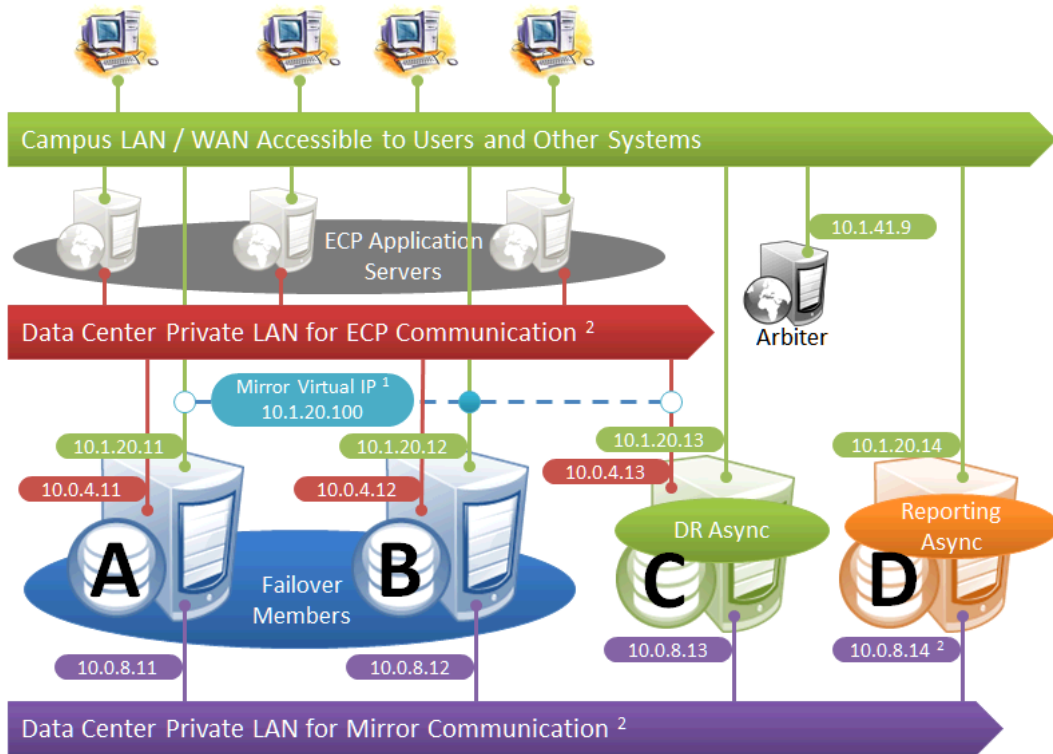 Campus LAN / WAN Accessible to Users and Other Systems
10.1.41.9
ECP Application
Servers
Arbiter
Data Center Private LAN for ECP Communication ²
Mirror Virtual IP ¹
10.1.20.100
10.1.20.11
10.1.20.12
10.1.20.13
10.1.20.14
10.0.4.11
10.0.4.12
10.0.4.13
DR Async
Reporting
Async
A
B
C
D
Failover
Members
10.0.8.11
10.0.8.12
10.0.8.13
10.0.8.14 ²
Data Center Private LAN for Mirror Communication ²